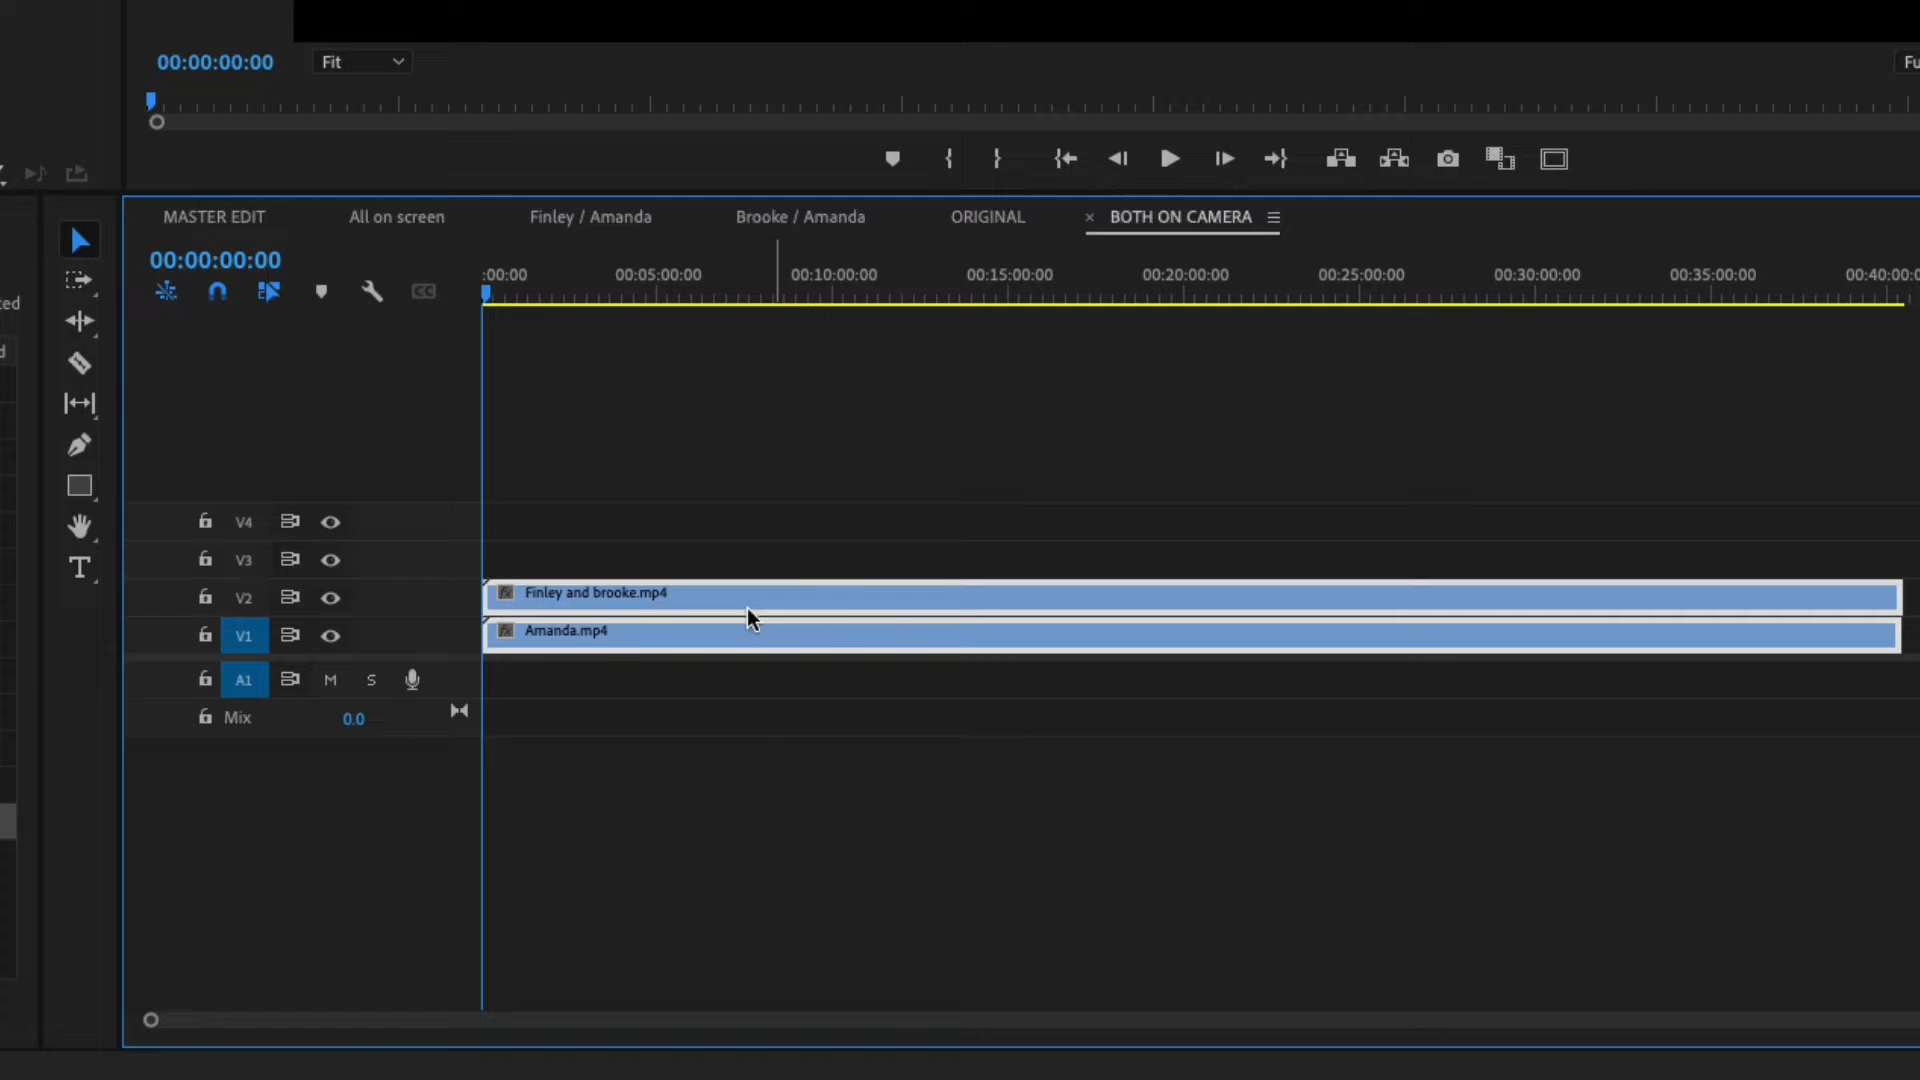 00:00:00:00 Fit Fu
MASTER EDIT All on screen Finley / Amanda Brooke / Amanda ORIGINAL × BOTH ON CAMERA
00:00:00:00
:00:00 00:05:00:00 00:10:00:00 00:15:00:00 00:20:00:00 00:25:00:00 00:30:00:00 00:35:00:00 00:40:00:0
CC
ted
d
V4
V3
V2 fx Finley and brooke.mp4
V1 fx Amanda.mp4
A1 M S
Mix 0.0
T